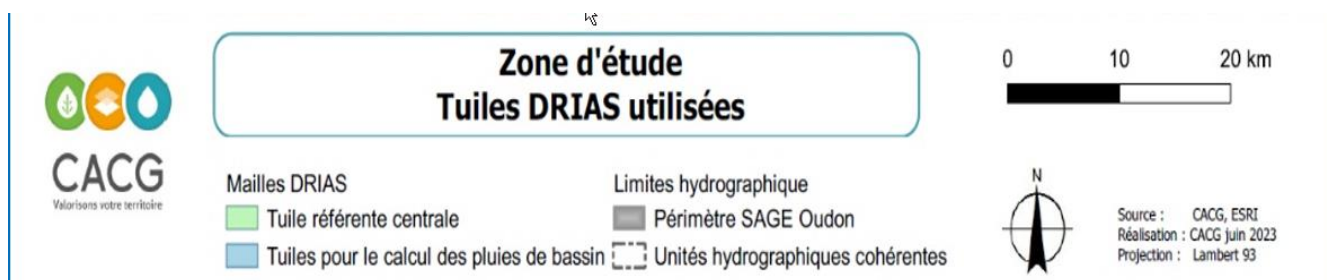 Zone d'étude
Tuiles DRIAS utilisées
0 10 20 km
CACG
Valorisons votre territoire
Mailles DRIAS
Tuile référente centrale
Tuiles pour le calcul des pluies de bassin
Limites hydrographique
Périmètre SAGE Oudon
Unités hydrographiques cohérentes
N
Source : CACG, ESRI
Réalisation : CACG juin 2023
Projection : Lambert 93